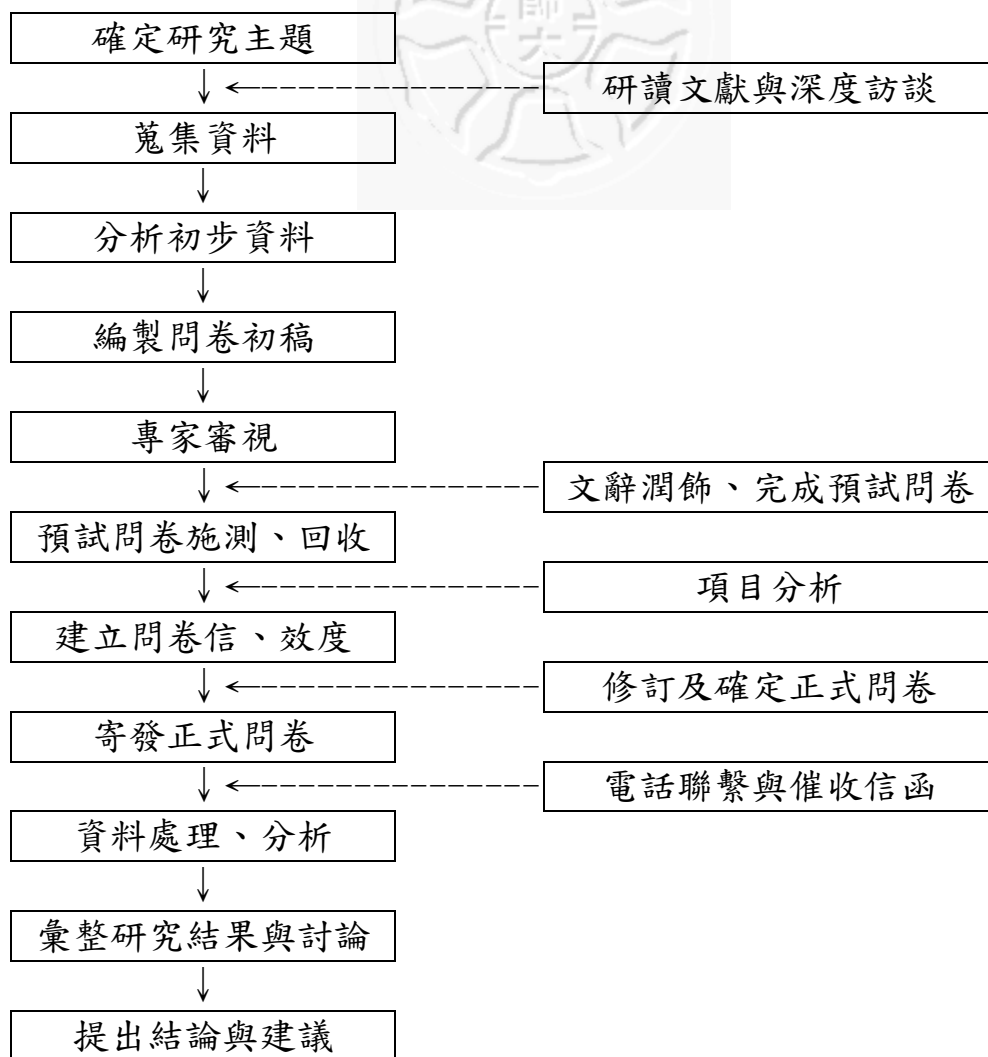 確定研究主題
研讀文獻與深度訪談
蒐集資料
分析初步資料
編製問卷初稿
專家審視
文辭潤飾、完成預試問卷
預試問卷施測、回收
項目分析
建立問卷信、效度
修訂及確定正式問卷
寄發正式問卷
電話聯繫與催收信函
資料處理、分析
彙整研究結果與討論
提出結論與建議